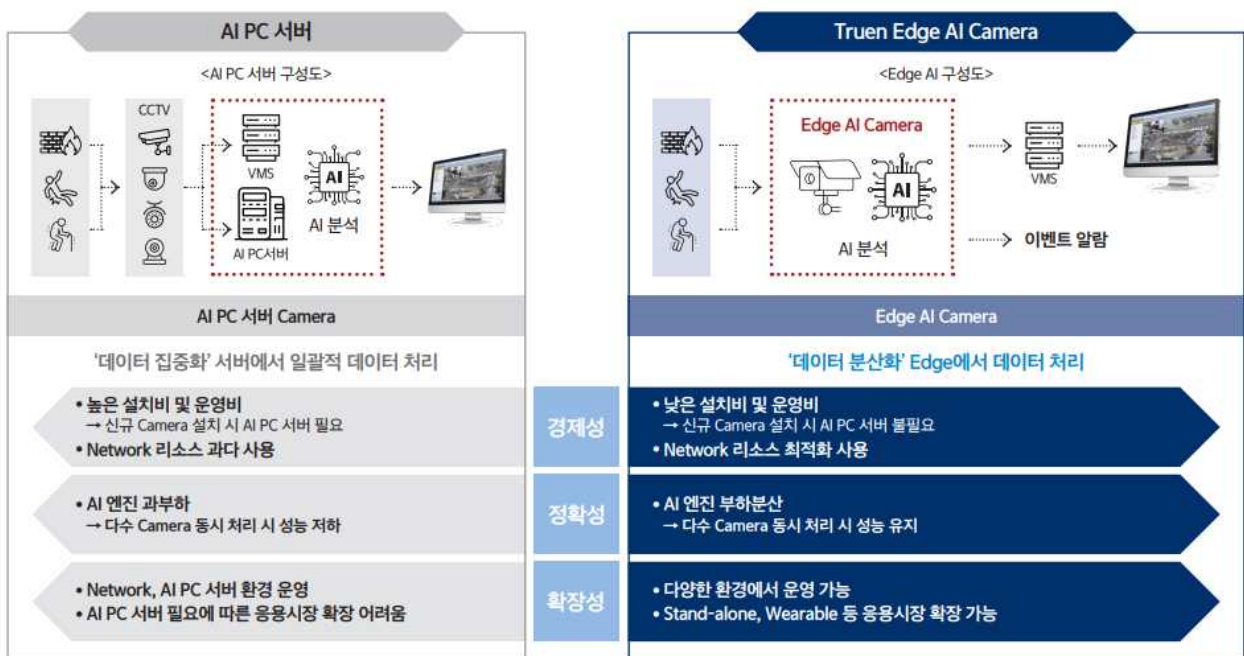 AI PC 서버
<AI PC 서버 구성도>
CCTV
VMS
AI
AI 분석
AI PC서버
AI PC 서버 Camera
'데이터 집중화' 서버에서 일괄적 데이터 처리
• 높은 설치비 및 운영비
→ 신규 Camera 설치 시 AI PC 서버 필요
• Network 리소스 과다 사용
• AI 엔진 과부하
→ 다수 Camera 동시 처리 시 성능 저하
• Network, AI PC 서버 환경 운영
• AI PC 서버 필요에 따른 응용시장 확장 어려움
경제성
정확성
확장성
Truen Edge AI Camera
<Edge AI 구성도>
Edge AI Camera
AI
AI 분석
VMS
이벤트 알람
Edge AI Camera
'데이터 분산화' Edge에서 데이터 처리
• 낮은 설치비 및 운영비
→ 신규 Camera 설치 시 AI PC 서버 불필요
• Network 리소스 최적화 사용
• AI 엔진 부하분산
→ 다수 Camera 동시 처리 시 성능 유지
• 다양한 환경에서 운영 가능
• Stand-alone, Wearable 등 응용시장 확장 가능